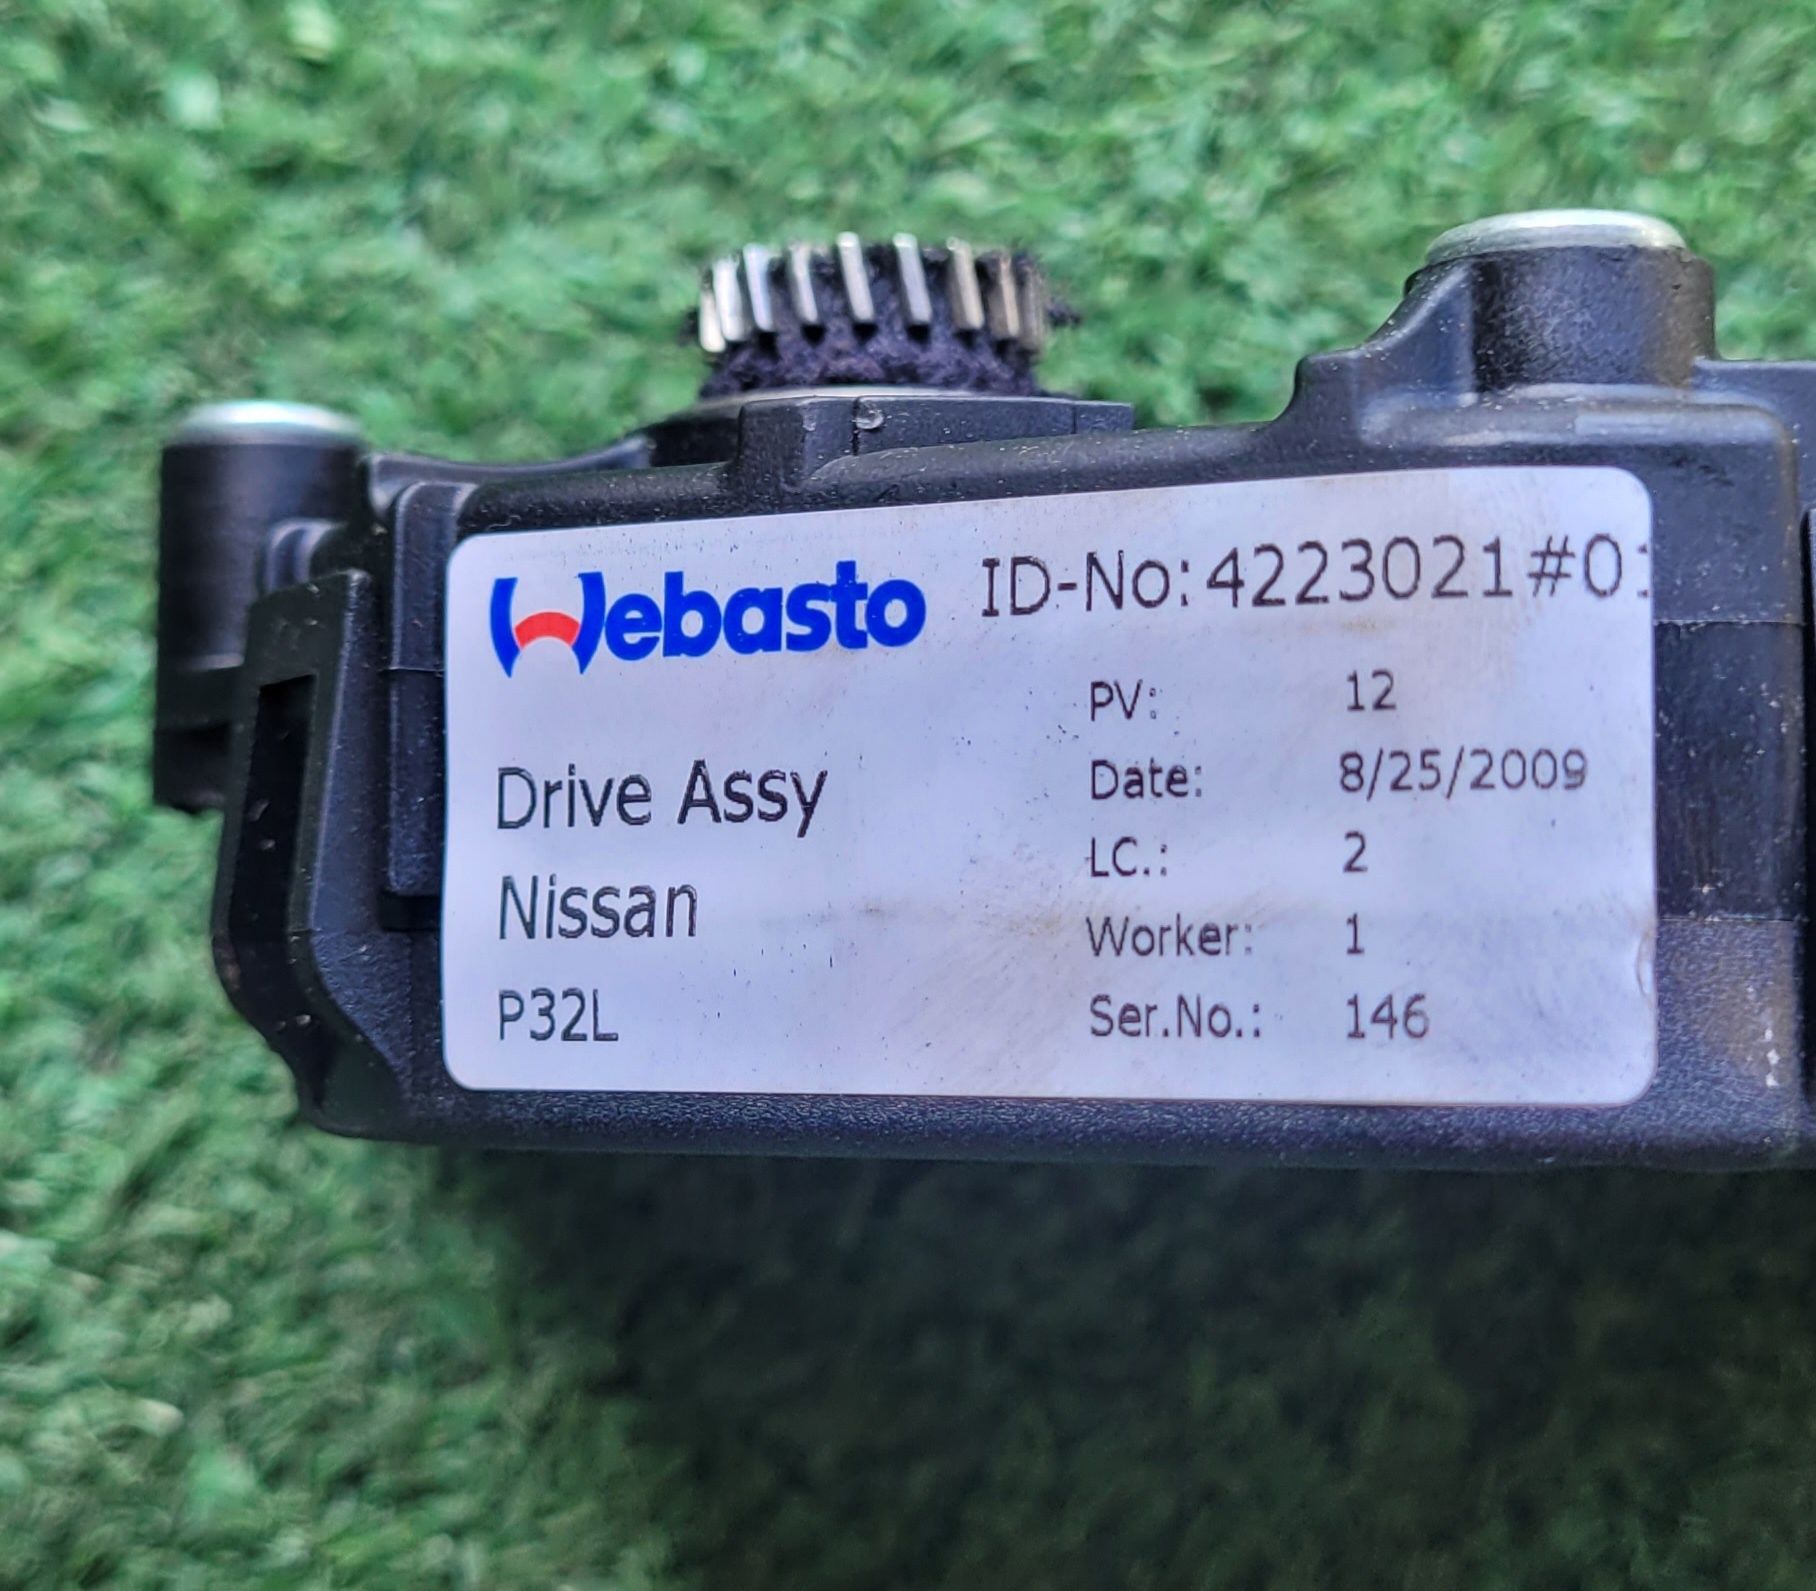 Webasto ID-No: 4223021#01
PV: 12
Drive Assy Date: 8/25/2009
LC.: 2
Nissan Worker: 1
P32L Ser.No.: 146